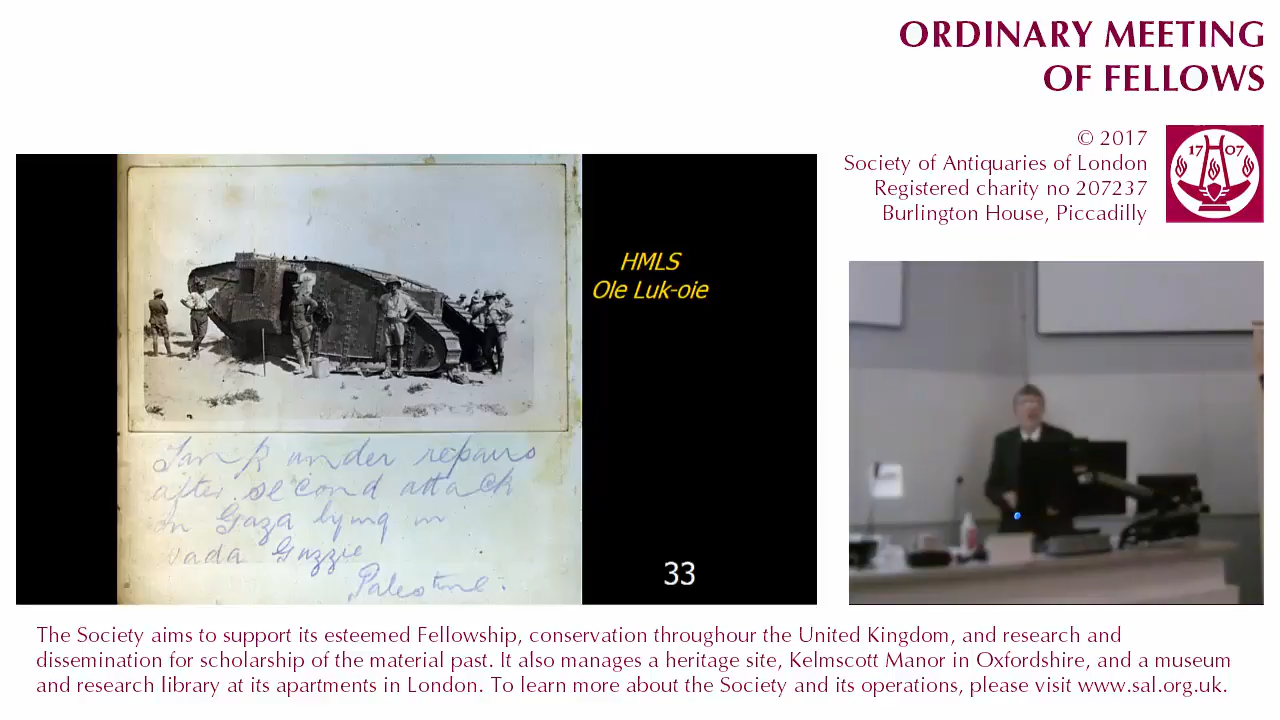 ORDINARY MEETING
OF FELLOWS
© 2017
Society of Antiquaries of London
Registered charity no 207237
Burlington House, Piccadilly
17 07
HMLS
Ole Luk-oie
Tank under repairs
after second attack
on Gaza lying in
Wada Guzzie
Palestine.
33
The Society aims to support its esteemed Fellowship, conservation throughour the United Kingdom, and research and
dissemination for scholarship of the material past. It also manages a heritage site, Kelmscott Manor in Oxfordshire, and a museum
and research library at its apartments in London. To learn more about the Society and its operations, please visit www.sal.org.uk.